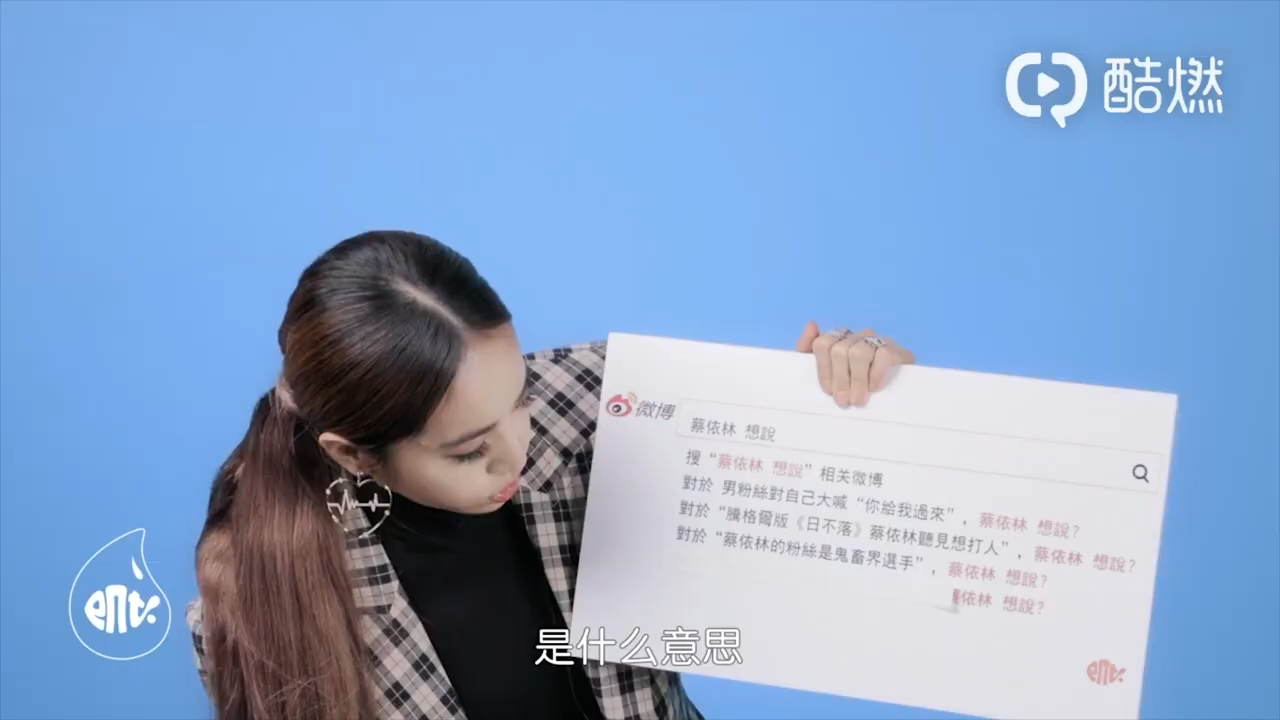 酷燃
微博
蔡依林 想說
搜“蔡依林 想說”相关微博
對於 男粉絲對自己大喊“你給我過來”，蔡依林 想說?
對於“騰格爾版《日不落》蔡依林聽見想打人”，蔡依林 想說?
對於“蔡依林的粉絲是鬼畜界選手”，蔡依林 想說?
依林 想說?
ent.
是什么意思
ent.